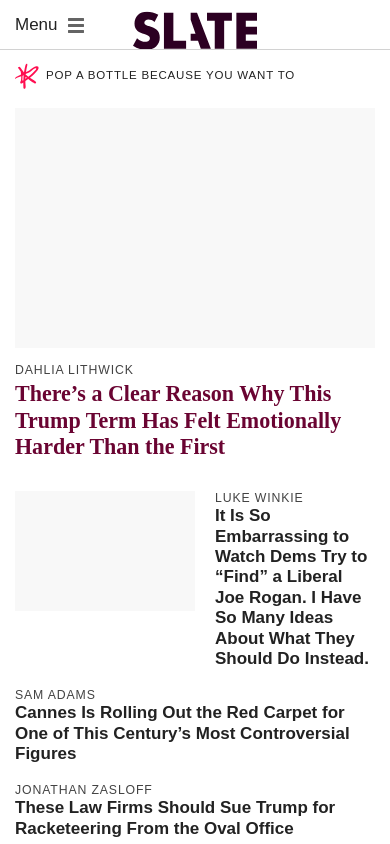 Menu
SLATE
POP A BOTTLE BECAUSE YOU WANT TO
DAHLIA LITHWICK
There’s a Clear Reason Why This
Trump Term Has Felt Emotionally
Harder Than the First
LUKE WINKIE
It Is So
Embarrassing to
Watch Dems Try to
“Find” a Liberal
Joe Rogan. I Have
So Many Ideas
About What They
Should Do Instead.
SAM ADAMS
Cannes Is Rolling Out the Red Carpet for
One of This Century’s Most Controversial
Figures
JONATHAN ZASLOFF
These Law Firms Should Sue Trump for
Racketeering From the Oval Office